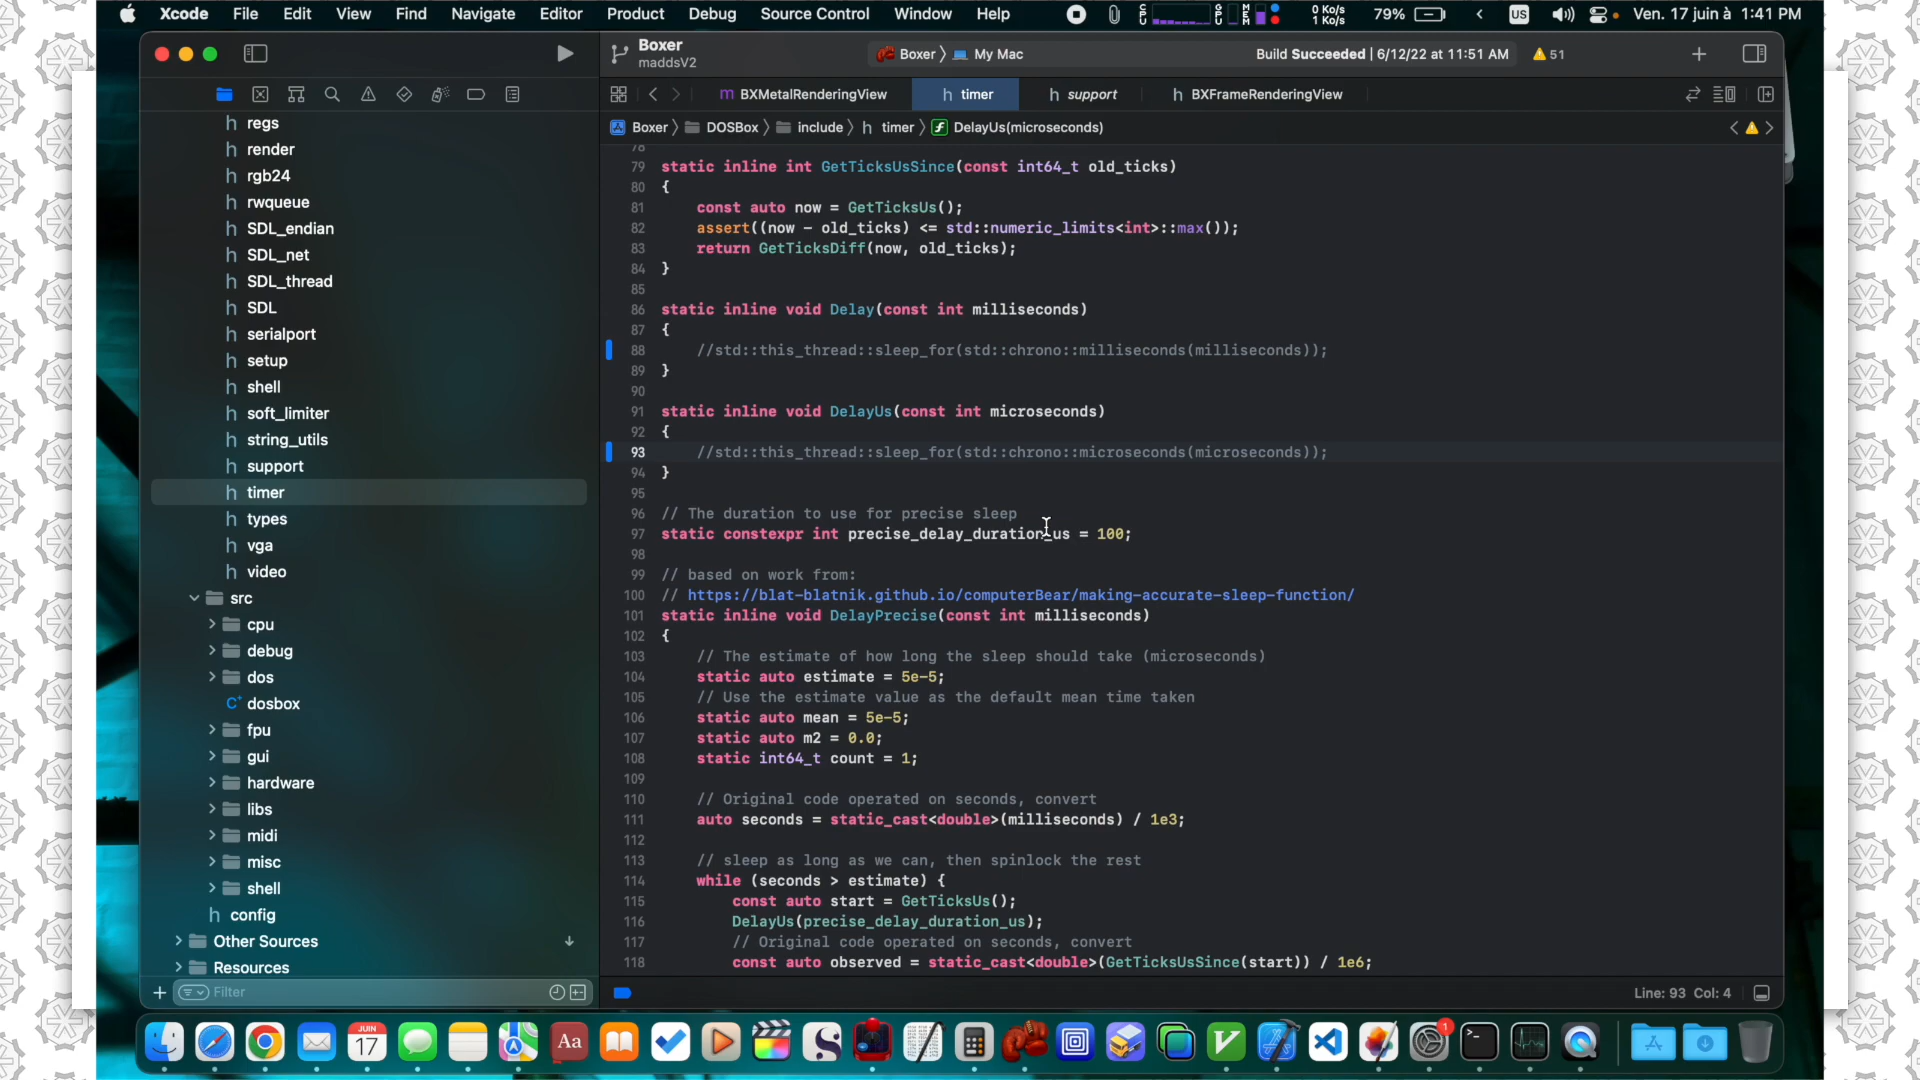 Xcode File Edit View Find Navigate Editor Product Debug Source Control Window Help CPU GPU MEM 0 Ko/s 1 Ko/s 79% US Ven. 17 juin à 1:41 PM
Boxer
maddsV2
Boxer 〉 My Mac
Build Succeeded | 6/12/22 at 11:51 AM
51
BXMetalRenderingView
timer
support
BXFrameRenderingView
Boxer 〉 DOSBox 〉 include 〉 h timer 〉 DelayUs(microseconds)
h regs
h render
h rgb24
h rwqueue
h SDL_endian
h SDL_net
h SDL_thread
h SDL
h serialport
h setup
h shell
h soft_limiter
h string_utils
h support
h timer
h types
h vga
h video
src
cpu
debug
dos
dosbox
fpu
gui
hardware
libs
midi
misc
shell
h config
Other Sources
Resources
Filter
78
79 static inline int GetTicksUsSince(const int64_t old_ticks)
80 {
81 const auto now = GetTicksUs();
82 assert((now - old_ticks) <= std::numeric_limits<int>::max());
83 return GetTicksDiff(now, old_ticks);
84 }
85
86 static inline void Delay(const int milliseconds)
87 {
88 //std::this_thread::sleep_for(std::chrono::milliseconds(milliseconds));
89 }
90
91 static inline void DelayUs(const int microseconds)
92 {
93 //std::this_thread::sleep_for(std::chrono::microseconds(microseconds));
94 }
95
96 // The duration to use for precise sleep
97 static constexpr int precise_delay_duration_us = 100;
98
99 // based on work from:
100 // https://blat-blatnik.github.io/computerBear/making-accurate-sleep-function/
101 static inline void DelayPrecise(const int milliseconds)
102 {
103 // The estimate of how long the sleep should take (microseconds)
104 static auto estimate = 5e-5;
105 // Use the estimate value as the default mean time taken
106 static auto mean = 5e-5;
107 static auto m2 = 0.0;
108 static int64_t count = 1;
109
110 // Original code operated on seconds, convert
111 auto seconds = static_cast<double>(milliseconds) / 1e3;
112
113 // sleep as long as we can, then spinlock the rest
114 while (seconds > estimate) {
115 const auto start = GetTicksUs();
116 DelayUs(precise_delay_duration_us);
117 // Original code operated on seconds, convert
118 const auto observed = static_cast<double>(GetTicksUsSince(start)) / 1e6;
Line: 93 Col: 4
JUIN
17
Aa
1